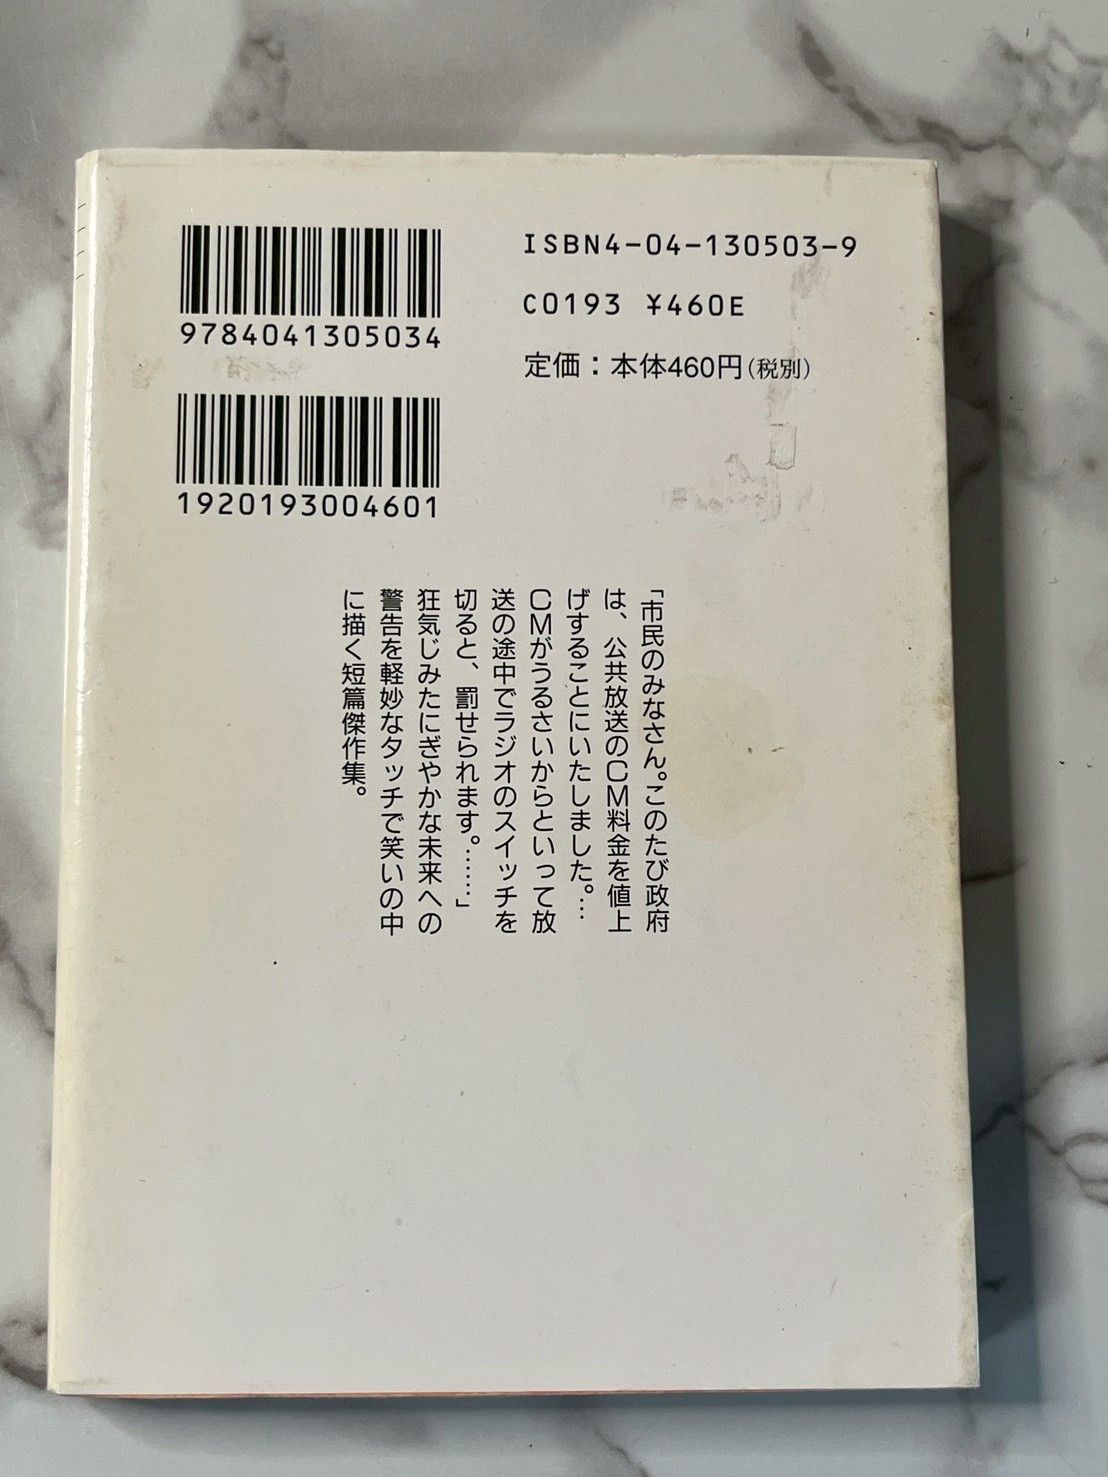 ISBN4-04-130503-9
C0193 ¥460E
定価：本体460円(税別)
9784041305034
1920193004601
「市民のみなさん。このたび政府
は、公共放送のCM料金を値上
げすることにいたしました。…
CMがうるさいからといって放
送の途中でラジオのスイッチを
切ると、罰せられます。……」
狂気じみたにぎやかな未来への
警告を軽妙なタッチで笑いの中
に描く短篇傑作集。